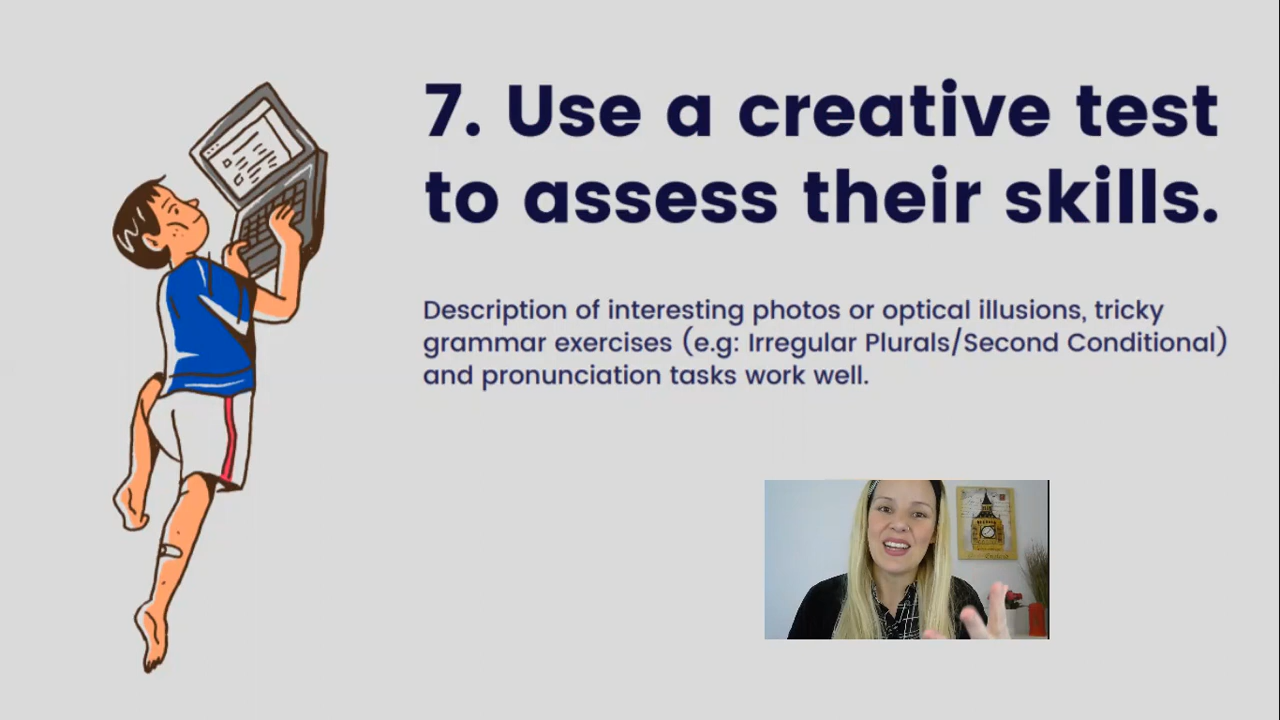 7. Use a creative test
to assess their skills.
Description of interesting photos or optical illusions, tricky
grammar exercises (e.g: Irregular Plurals/Second Conditional)
and pronunciation tasks work well.